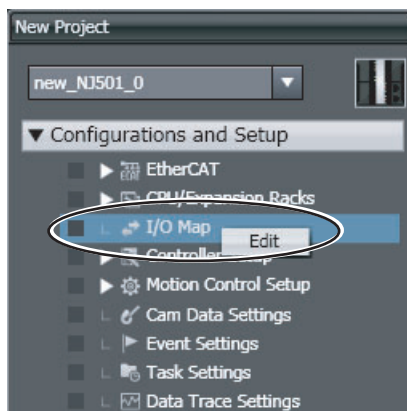 New Project
new_NJ501_0
▼ Configurations and Setup
▶ EtherCAT
▶ CPU/Expansion Racks
I/O Map
Edit
▶ Controller Setup
▶ Motion Control Setup
Cam Data Settings
▶ Event Settings
Task Settings
Data Trace Settings